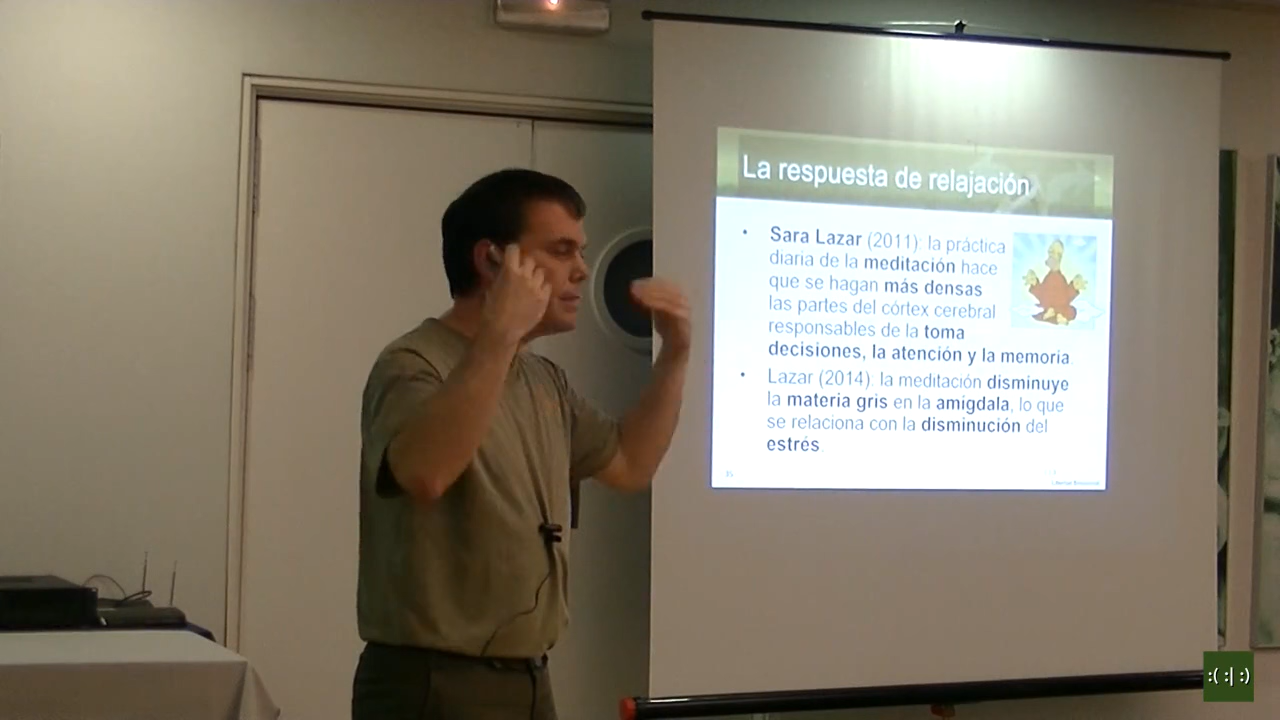 La respuesta de relajación
• Sara Lazar (2011): la práctica
diaria de la meditación hace
que se hagan más densas
las partes del córtex cerebral
responsables de la toma
decisiones, la atención y la memoria.
• Lazar (2014): la meditación disminuye
la materia gris en la amigdala, lo que
se relaciona con la disminución del
estrés.
:( :| :)